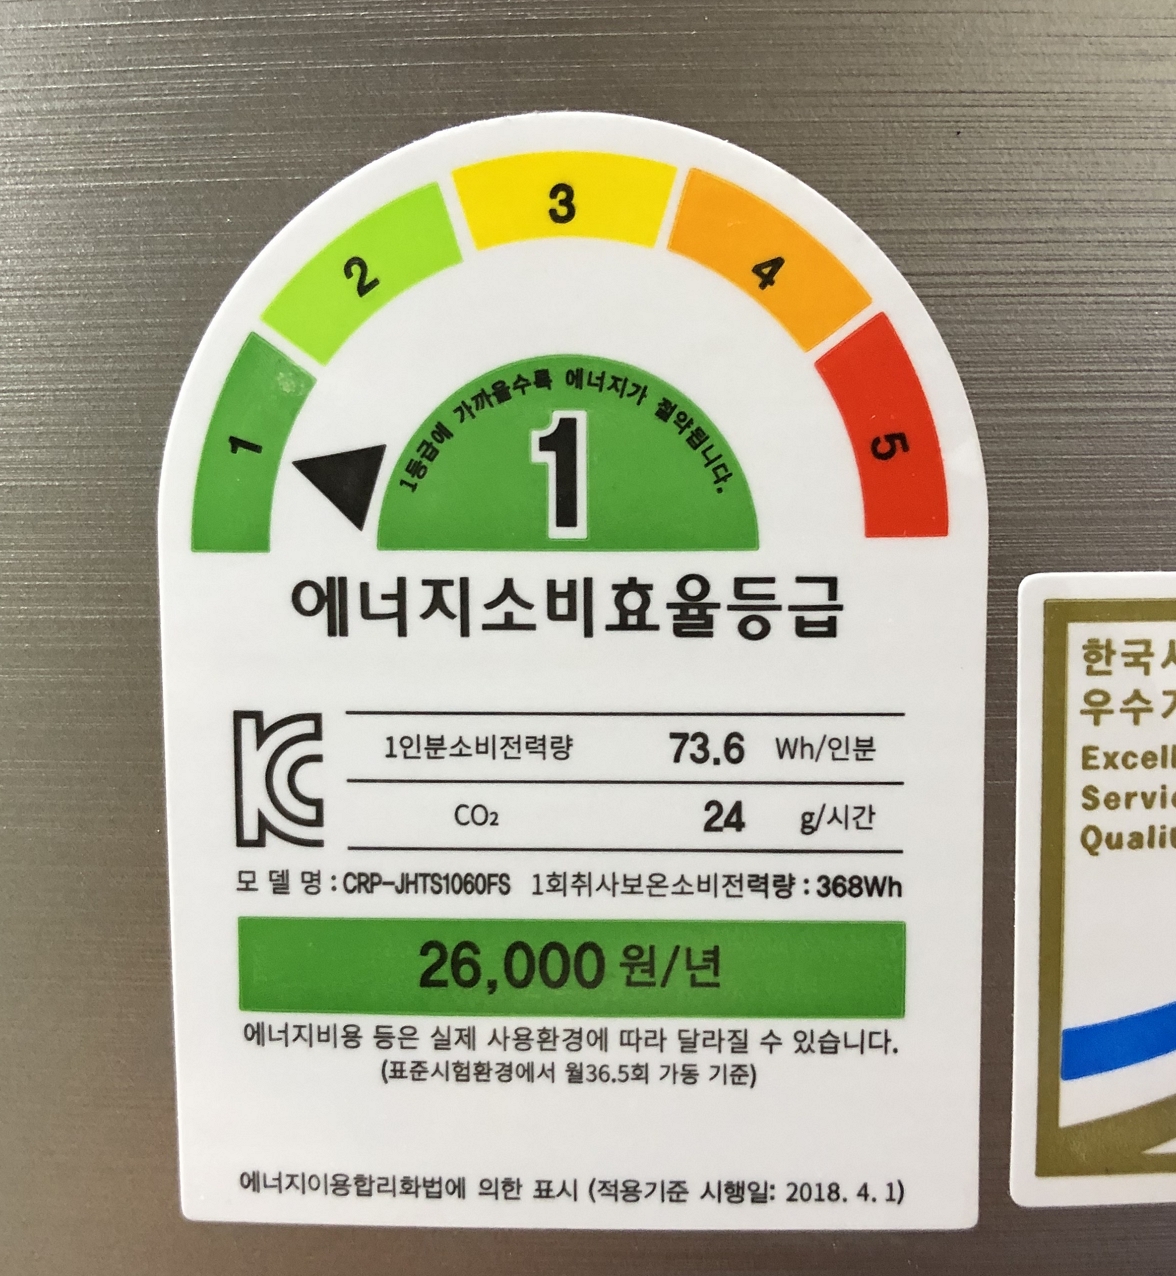 1
2
3
4
5
1등급에 가까울수록 에너지가 절약됩니다.
1
에너지소비효율등급
KC
1인분소비전력량 73.6 Wh/인분
CO₂ 24 g/시간
모 델 명 : CRP-JHTS1060FS 1회취사보온소비전력량 : 368Wh
26,000 원/년
에너지비용 등은 실제 사용환경에 따라 달라질 수 있습니다.
(표준시험환경에서 월36.5회 가동 기준)
에너지이용합리화법에 의한 표시 (적용기준 시행일: 2018. 4. 1)
한국
우수
Excell
Servi
Qualit